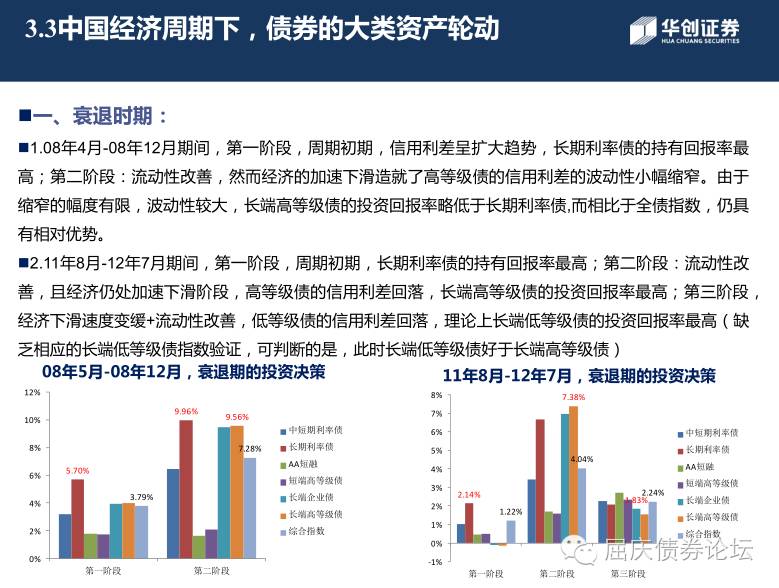 3.3中国经济周期下，债券的大类资产轮动
华创证券
HUA CHUANG SECURITIES
■一、衰退时期：
■1.08年4月-08年12月期间，第一阶段，周期初期，信用利差呈扩大趋势，长期利率债的持有回报率最
高；第二阶段：流动性改善，然而经济的加速下滑造就了高等级债的信用利差的波动性小幅缩窄。由于
缩窄的幅度有限，波动性较大，长端高等级债的投资回报率略低于长期利率债,而相比于全债指数，仍具
有相对优势。
■2.11年8月-12年7月期间，第一阶段，周期初期，长期利率债的持有回报率最高；第二阶段：流动性改
善，且经济仍处加速下滑阶段，高等级债的信用利差回落，长端高等级债的投资回报率最高；第三阶段，
经济下滑速度变缓+流动性改善，低等级债的信用利差回落，理论上长端低等级债的投资回报率最高（缺
乏相应的长端低等级债指数验证，可判断的是，此时长端低等级债好于长端高等级债）
08年5月-08年12月，衰退期的投资决策
12%
10%
8%
6%
4%
2%
0%
5.70%
3.79%
9.96%
9.56%
7.28%
第一阶段
第二阶段
中短期利率债
长期利率债
AA短融
短端高等级债
长端企业债
长端高等级债
综合指数
11年8月-12年7月，衰退期的投资决策
8%
7%
6%
5%
4%
3%
2%
1%
0%
-1%
2.14%
1.22%
7.38%
4.04%
1.83%
2.24%
第一阶段
第二阶段
第三阶段
中短期利率债
长期利率债
AA短融
短端高等级债
长端企业债
长端高等级债
综合指数
屈庆债券论坛